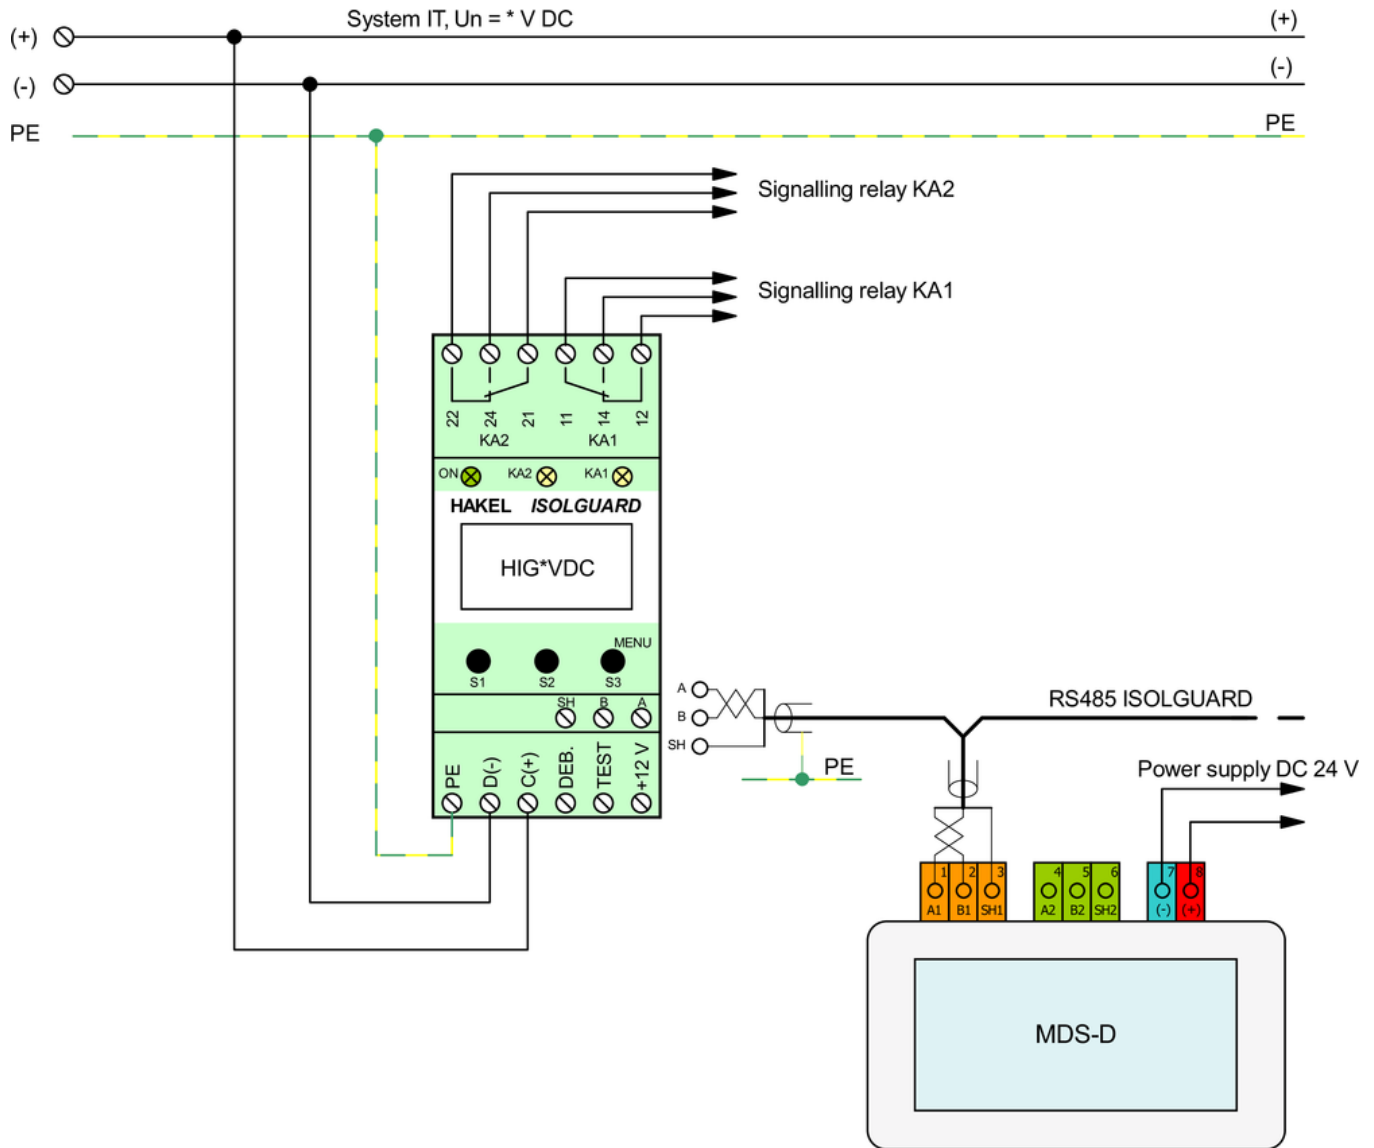 System IT, Un = * V DC
(+) (+)
(-) (-)
PE PE
Signalling relay KA2
Signalling relay KA1
22 24 21 11 14 12
KA2 KA1
ON KA2 KA1
HAKEL ISOLGUARD
HIG*VDC
MENU
S1 S2 S3
SH B A
PE D(-) C(+) DEB. TEST +12 V
A
B
SH
PE
RS485 ISOLGUARD
Power supply DC 24 V
1 2 3 4 5 6 7 8
A1 B1 SH1 A2 B2 SH2 (-) (+)
MDS-D